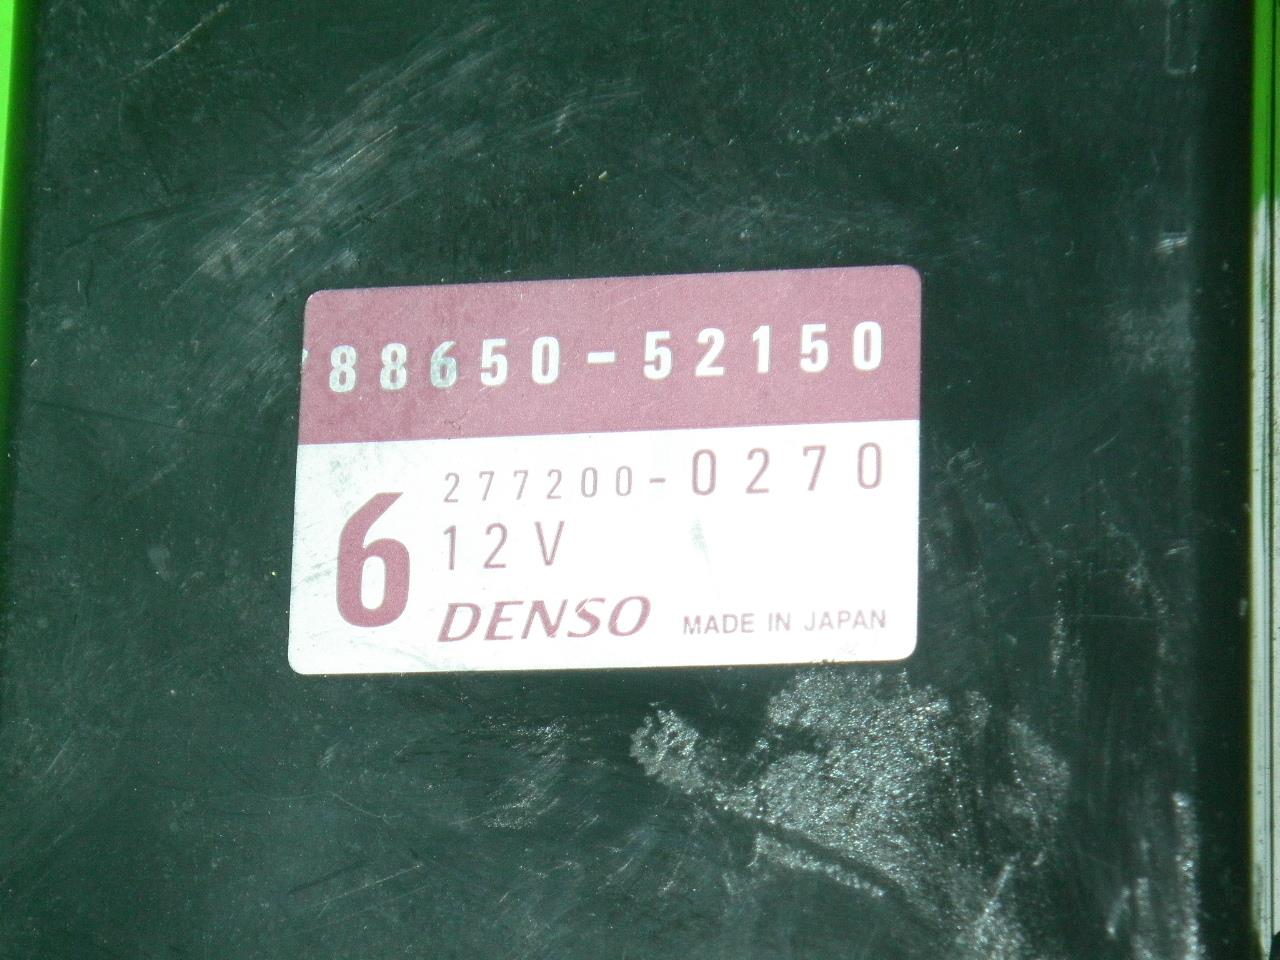 88650-52150
6
277200-0270
12V
DENSO MADE IN JAPAN